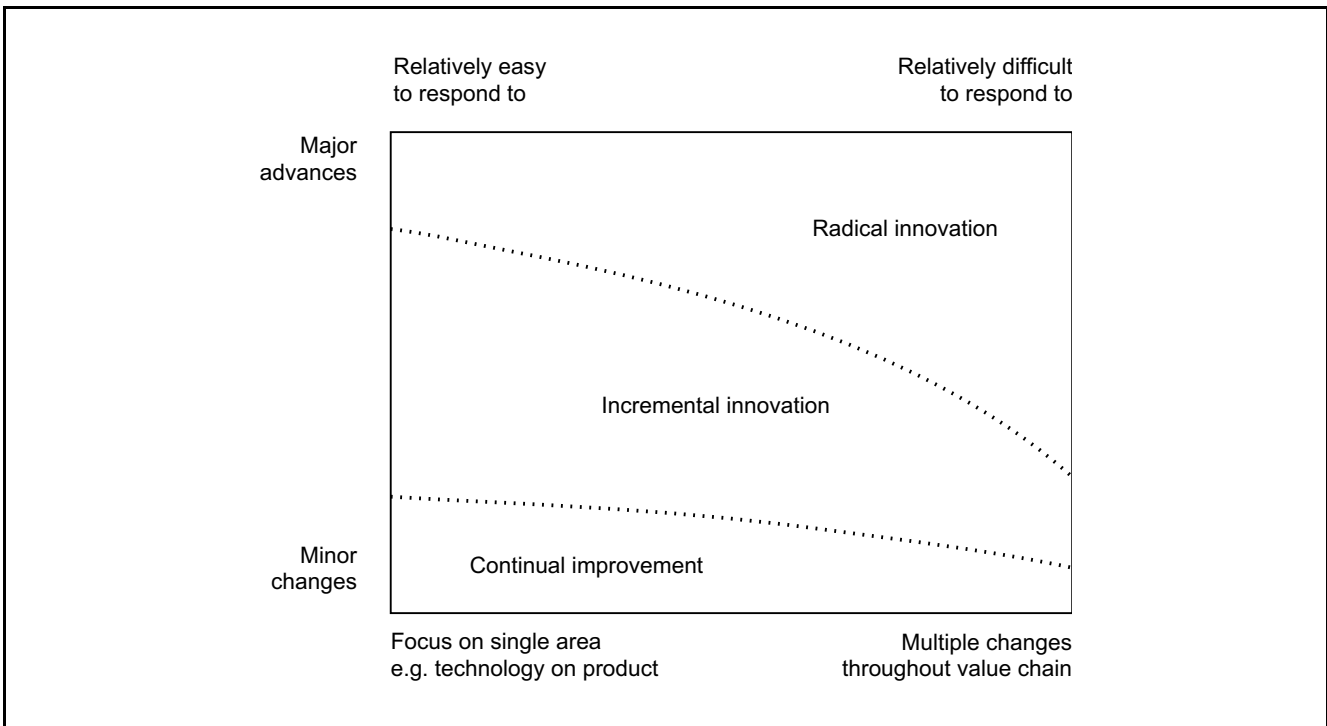 Relatively easy
to respond to
Relatively difficult
to respond to
Major
advances
Radical innovation
Incremental innovation
Minor
changes
Continual improvement
Focus on single area
e.g. technology on product
Multiple changes
throughout value chain